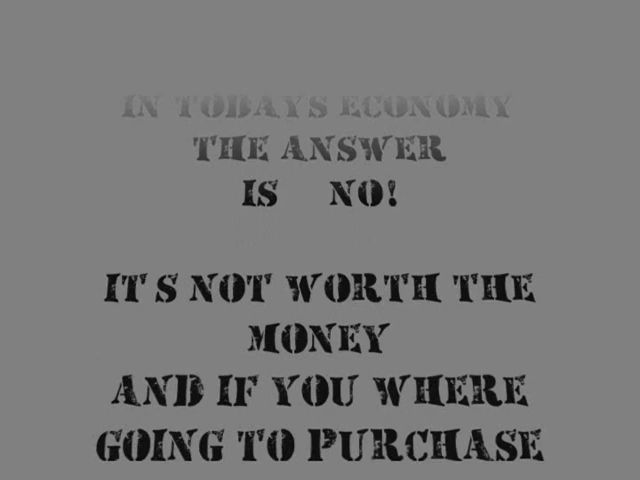 IN TODAYS ECONOMY
THE ANSWER
IS NO!
IT'S NOT WORTH THE
MONEY
AND IF YOU WHERE
GOING TO PURCHASE